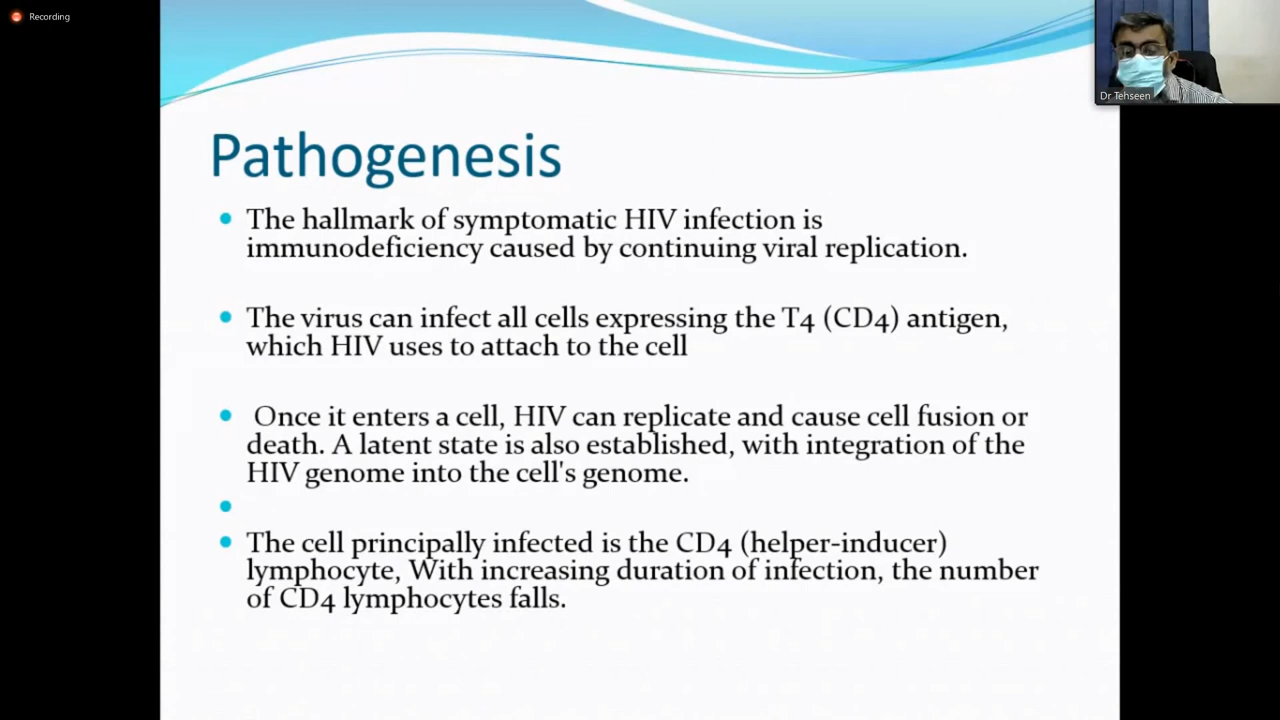 Recording
Dr Tehseen
Pathogenesis
• The hallmark of symptomatic HIV infection is
immunodeficiency caused by continuing viral replication.
• The virus can infect all cells expressing the T4 (CD4) antigen,
which HIV uses to attach to the cell
• Once it enters a cell, HIV can replicate and cause cell fusion or
death. A latent state is also established, with integration of the
HIV genome into the cell's genome.
•
• The cell principally infected is the CD4 (helper-inducer)
lymphocyte, With increasing duration of infection, the number
of CD4 lymphocytes falls.